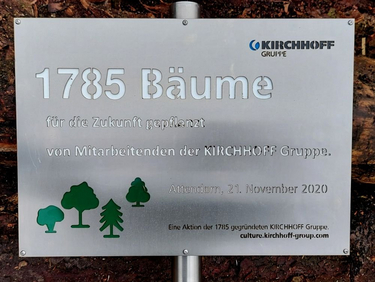 KIRCHHOFF
GRUPPE
1785 Bäume
für die Zukunft gepflanzt
von Mitarbeitenden der KIRCHHOFF Gruppe.
Attendorn, 21. November 2020
Eine Aktion der 1785 gegründeten KIRCHHOFF Gruppe.
culture.kirchhoff-group.com